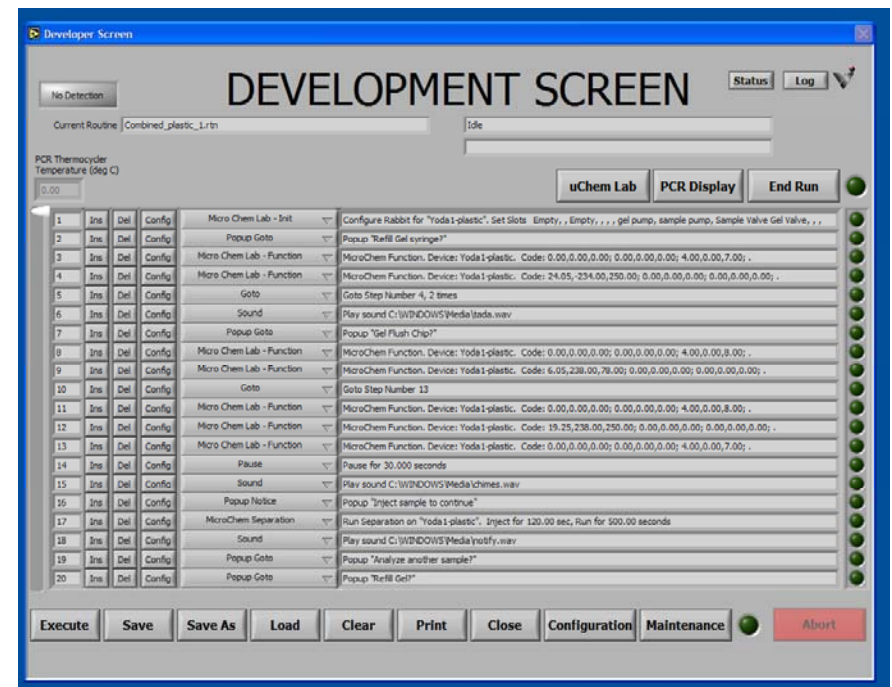 Developer Screen
No Detection
DEVELOPMENT SCREEN
Status Log
Current Routine Combined_plastic_1.rtn Idle
PCR Thermocycler
Temperature (deg C)
0.00
uChem Lab PCR Display End Run
1 Ins Del Config Micro Chem Lab - Init Configure Rabbit for "Yoda1-plastic". Set Slots Empty, , Empty, , , , gel pump, sample pump, Sample Valve Gel Valve, , ,
2 Ins Del Config Popup Goto Popup "Refill Gel syringe?"
3 Ins Del Config Micro Chem Lab - Function MicroChem Function. Device: Yoda1-plastic. Code: 0.00,0.00,0.00; 0.00,0.00,0.00; 4.00,0.00,7.00; .
4 Ins Del Config Micro Chem Lab - Function MicroChem Function. Device: Yoda1-plastic. Code: 24.05,-234.00,250.00; 0.00,0.00,0.00; 0.00,0.00,0.00; .
5 Ins Del Config Goto Goto Step Number 4, 2 times
6 Ins Del Config Sound Play sound C:\WINDOWS\Media\tada.wav
7 Ins Del Config Popup Goto Popup "Gel Flush Chip?"
8 Ins Del Config Micro Chem Lab - Function MicroChem Function. Device: Yoda1-plastic. Code: 0.00,0.00,0.00; 0.00,0.00,0.00; 4.00,0.00,8.00; .
9 Ins Del Config Micro Chem Lab - Function MicroChem Function. Device: Yoda1-plastic. Code: 6.05,238.00,78.00; 0.00,0.00,0.00; 0.00,0.00,0.00; .
10 Ins Del Config Goto Goto Step Number 13
11 Ins Del Config Micro Chem Lab - Function MicroChem Function. Device: Yoda1-plastic. Code: 0.00,0.00,0.00; 0.00,0.00,0.00; 4.00,0.00,8.00; .
12 Ins Del Config Micro Chem Lab - Function MicroChem Function. Device: Yoda1-plastic. Code: 19.25,238.00,250.00; 0.00,0.00,0.00; 0.00,0.00,0.00; .
13 Ins Del Config Micro Chem Lab - Function MicroChem Function. Device: Yoda1-plastic. Code: 0.00,0.00,0.00; 0.00,0.00,0.00; 4.00,0.00,7.00; .
14 Ins Del Config Pause Pause for 30.000 seconds
15 Ins Del Config Sound Play sound C:\WINDOWS\Media\chimes.wav
16 Ins Del Config Popup Notice Popup "Inject sample to continue"
17 Ins Del Config MicroChem Separation Run Separation on "Yoda1-plastic". Inject for 120.00 sec, Run for 500.00 seconds
18 Ins Del Config Sound Play sound C:\WINDOWS\Media\notify.wav
19 Ins Del Config Popup Goto Popup "Analyze another sample?"
20 Ins Del Config Popup Goto Popup "Refill Gel?"
Execute Save Save As Load Clear Print Close Configuration Maintenance Abort